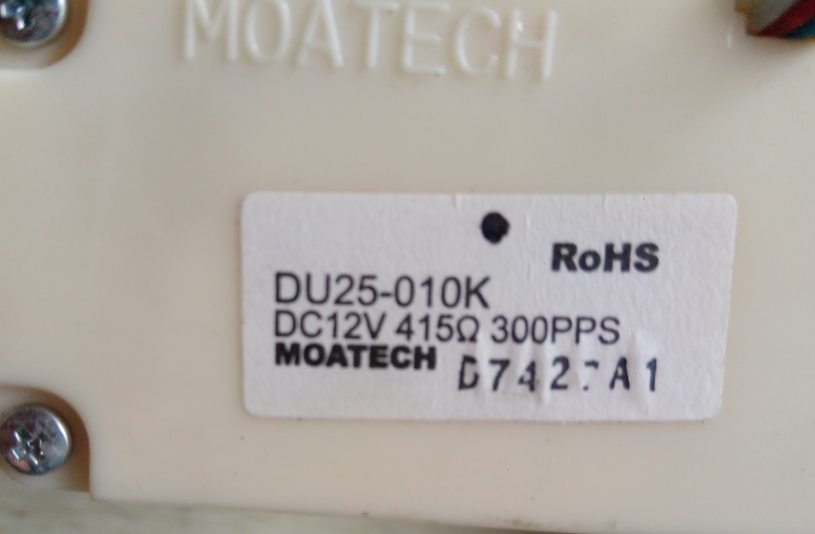 MOATECH
RoHS
DU25-010K
DC12V 415Ω 300PPS
MOATECH